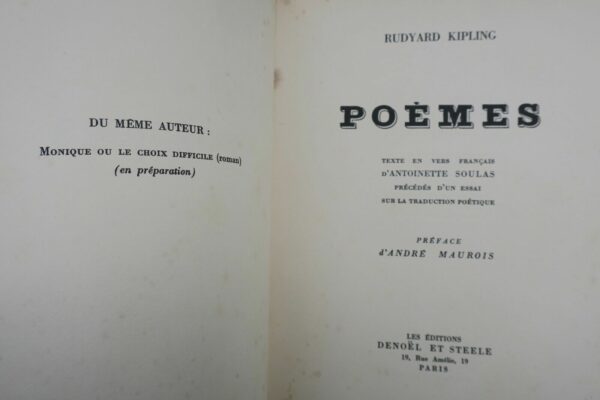 DU MÊME AUTEUR :
MONIQUE OU LE CHOIX DIFFICILE (roman)
(en préparation)
RUDYARD KIPLING
POÈMES
TEXTE EN VERS FRANÇAIS
D'ANTOINETTE SOULAS
PRÉCÉDÉS D'UN ESSAI
SUR LA TRADUCTION POÉTIQUE
PRÉFACE
d'ANDRÉ MAUROIS
LES ÉDITIONS
DENOËL ET STEELE
19, Rue Amélie, 19
PARIS